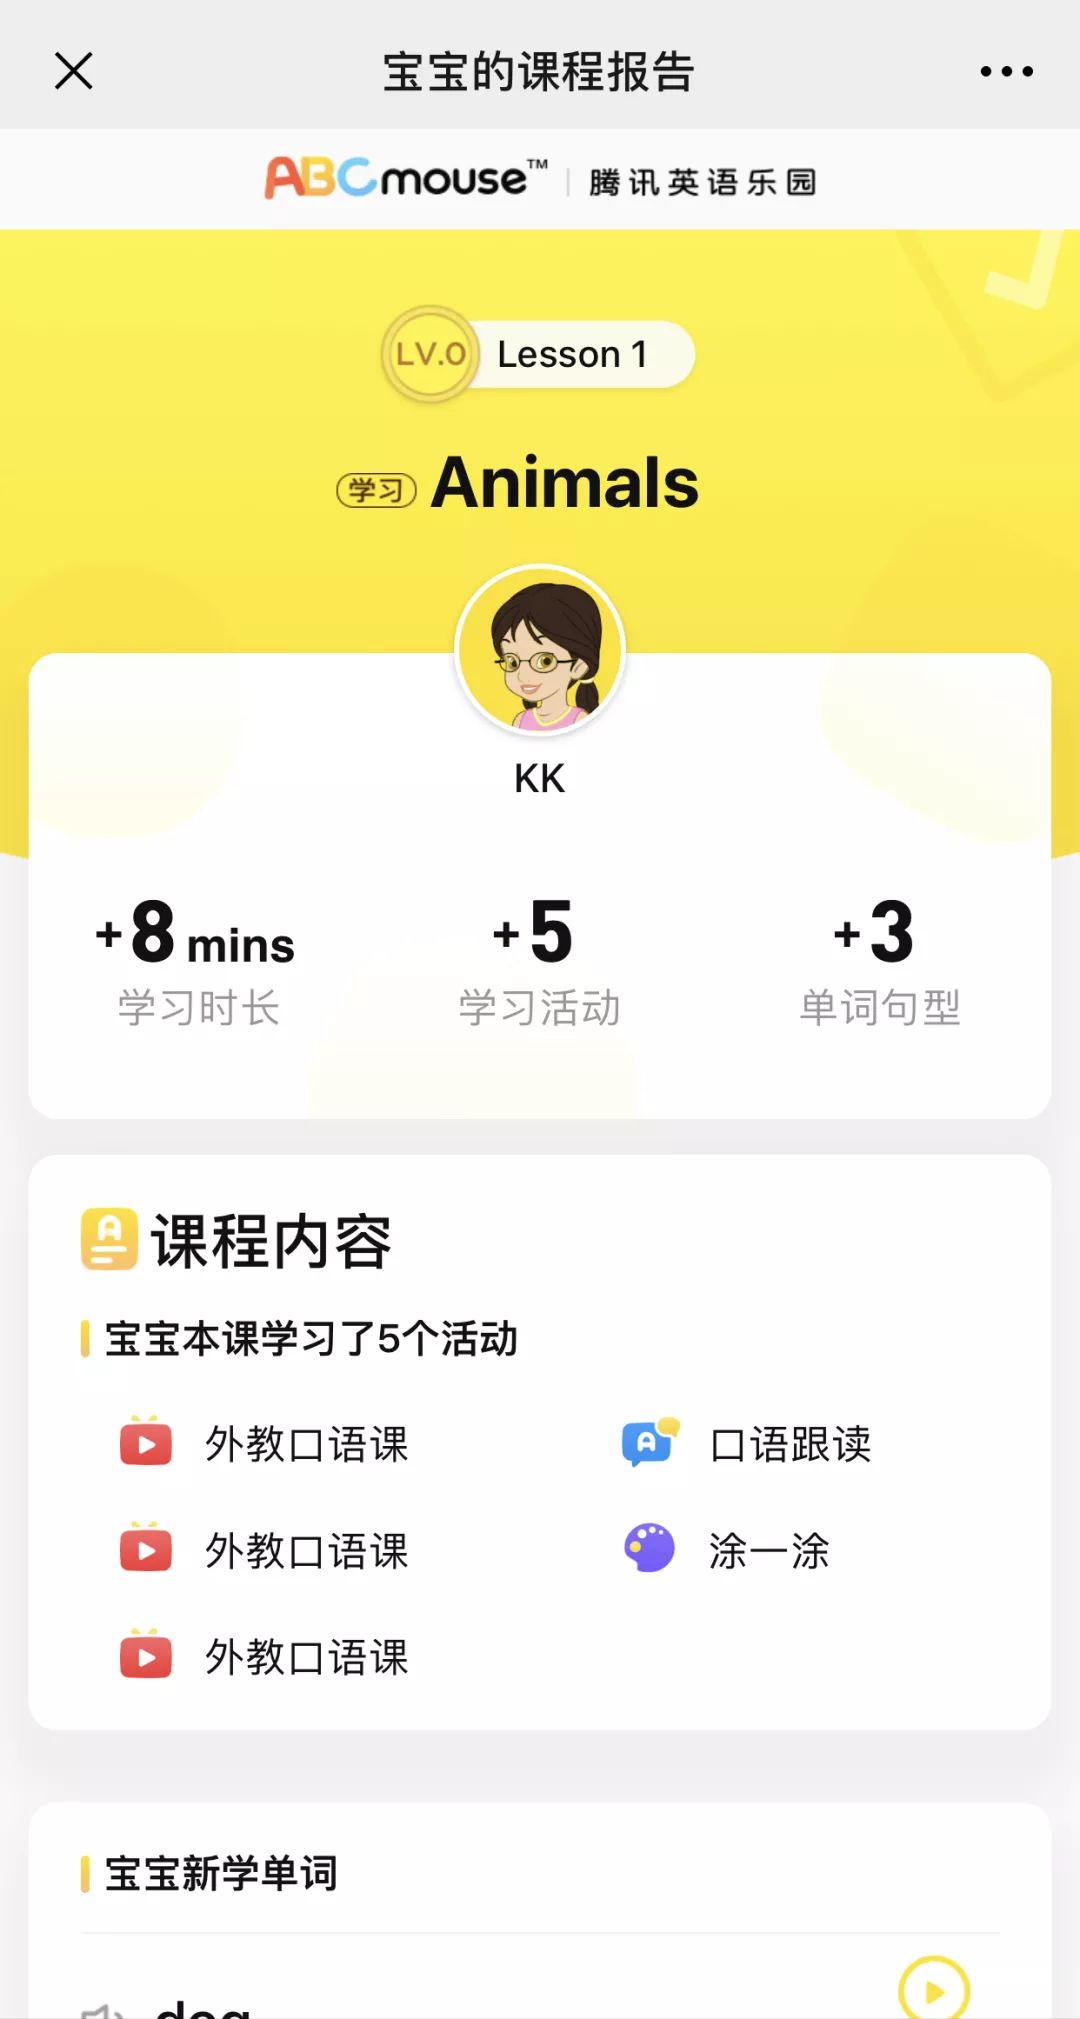 宝宝的课程报告
ABCmouse™ | 腾讯英语乐园
LV.0 Lesson 1
学习 Animals
KK
+8 mins +5 +3
学习时长 学习活动 单词句型
课程内容
宝宝本课学习了5个活动
外教口语课 口语跟读
外教口语课 涂一涂
外教口语课
宝宝新学单词
dog